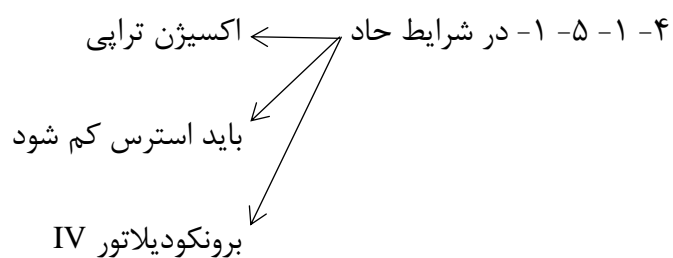 ۴- ۱- ۵- ۱- در شرایط حاد اکسیژن تراپی
باید استرس کم شود
برونکودیلاتور IV